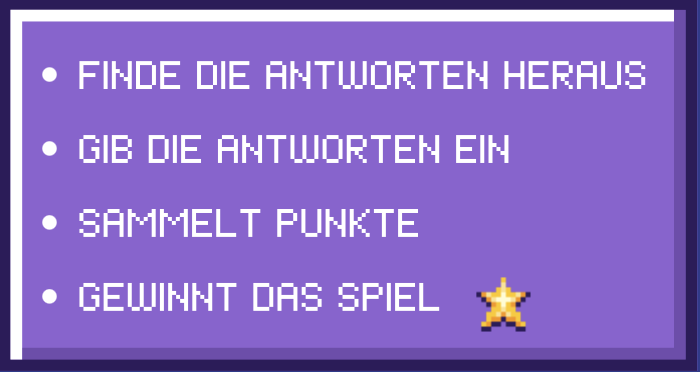 • FINDE DIE ANTWORTEN HERAUS
• GIB DIE ANTWORTEN EIN
• SAMMELT PUNKTE
• GEWINNT DAS SPIEL